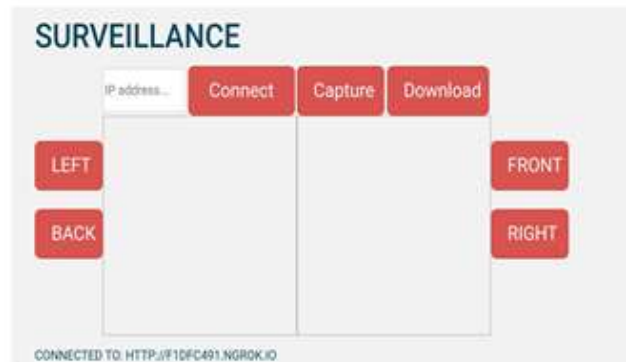 SURVEILLANCE
IP address... Connect Capture Download
LEFT FRONT
BACK RIGHT
CONNECTED TO: HTTP://F1DFC491.NGROK.IO